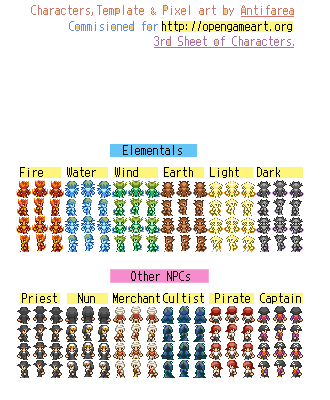 Characters,Template & Pixel art by Antifarea
Commisioned for http://opengameart.org
3rd Sheet of Characters.
Elementals
Fire Water Wind Earth Light Dark
Other NPCs
Priest Nun Merchant Cultist Pirate Captain